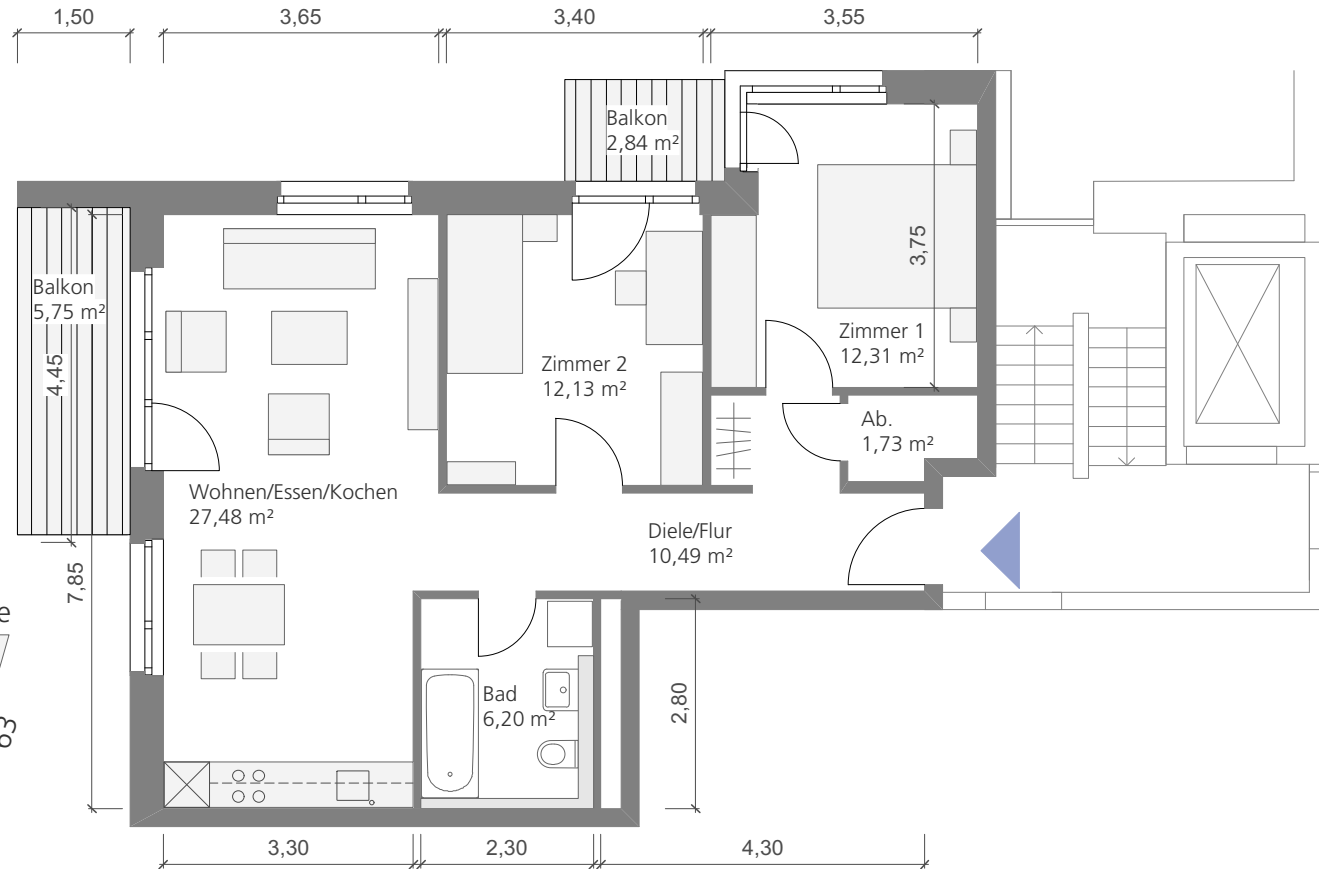 1,50
3,65
3,40
3,55
Balkon
2,84 m²
3,75
Balkon
5,75 m²
4,45
Zimmer 1
12,31 m²
Zimmer 2
12,13 m²
Ab.
1,73 m²
Wohnen/Essen/Kochen
27,48 m²
Diele/Flur
10,49 m²
7,85
e
63
Bad
6,20 m²
2,80
3,30
2,30
4,30